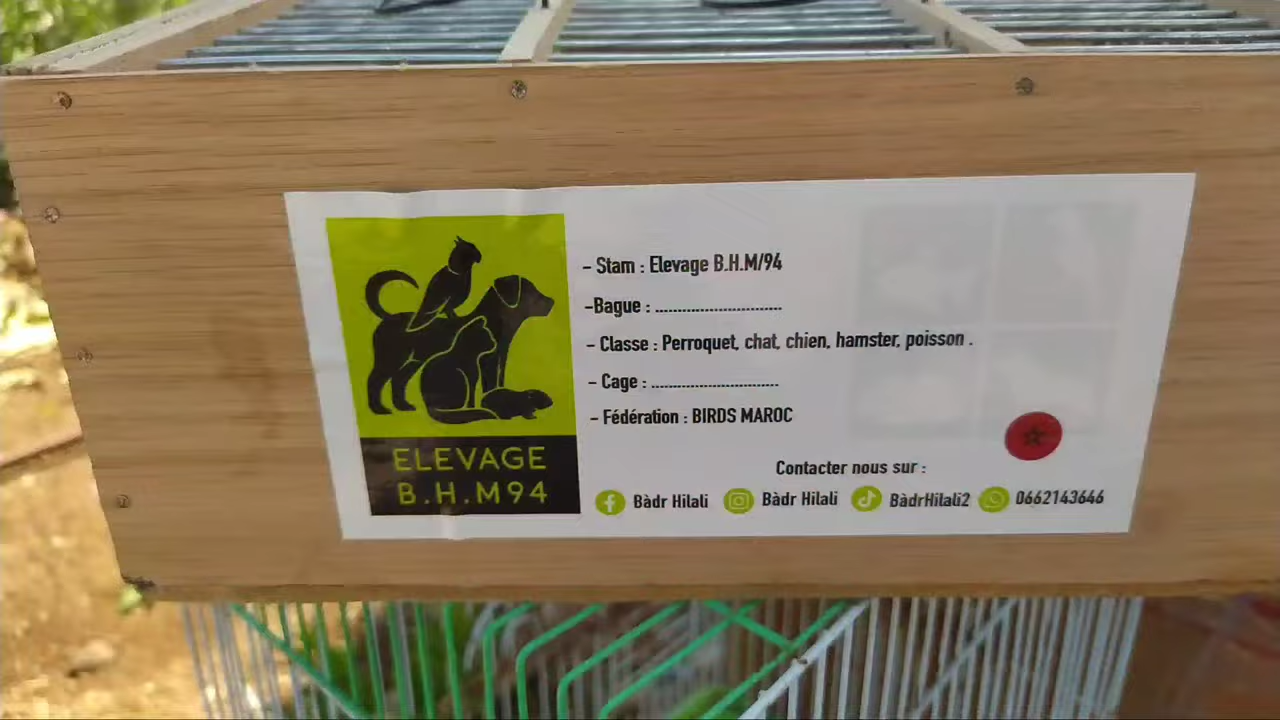 - Stam : Elevage B.H.M/94
-Bague : ............................
- Classe : Perroquet, chat, chien, hamster, poisson .
- Cage : ............................
- Fédération : BIRDS MAROC
ELEVAGE
B.H.M94
Contacter nous sur :
Bàdr Hilali Bàdr Hilali BàdrHilali2 0662143646